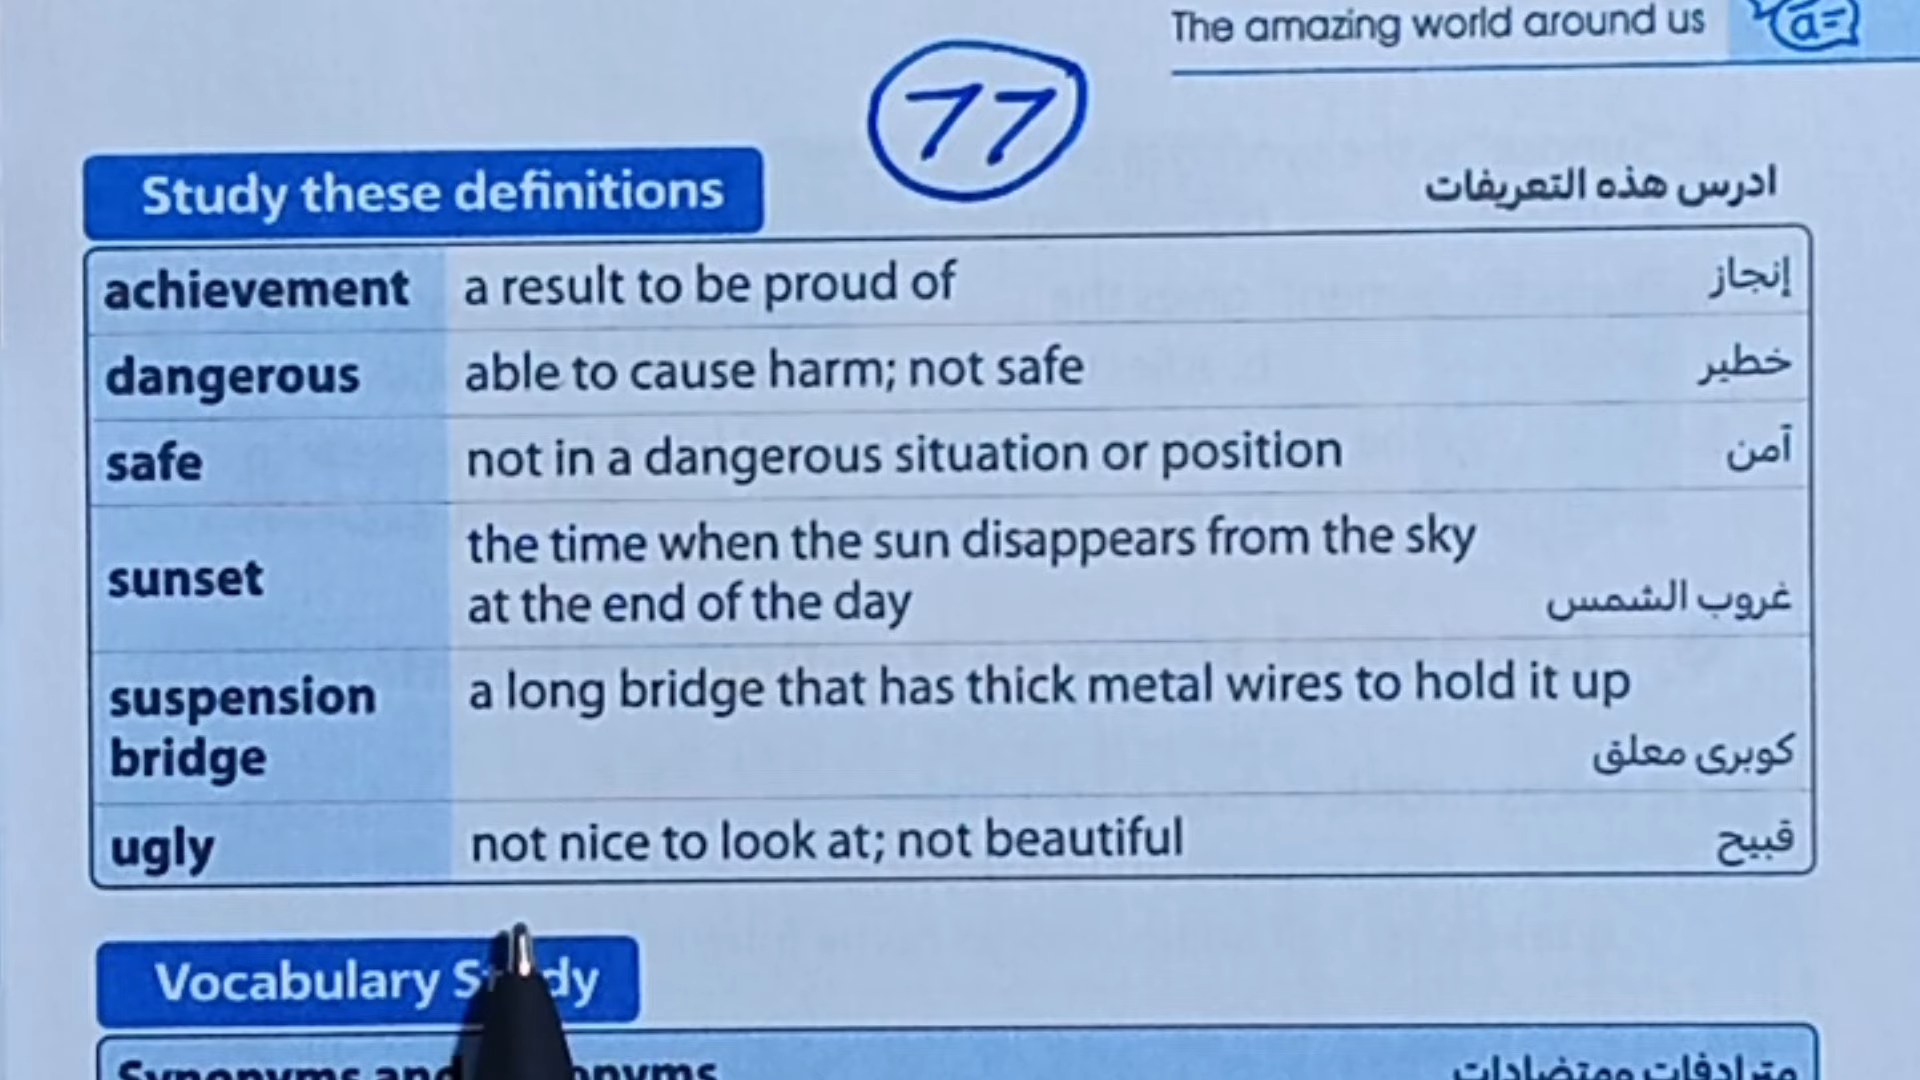 The amazing world around us
a=
77
Study these definitions
ادرس هذه التعريفات
achievement a result to be proud of إنجاز
dangerous able to cause harm; not safe خطير
safe not in a dangerous situation or position آمن
sunset the time when the sun disappears from the sky
at the end of the day غروب الشمس
suspension a long bridge that has thick metal wires to hold it up
bridge كوبرى معلق
ugly not nice to look at; not beautiful قبيح
Vocabulary
Synonyms and
مترادفات ومتضادات